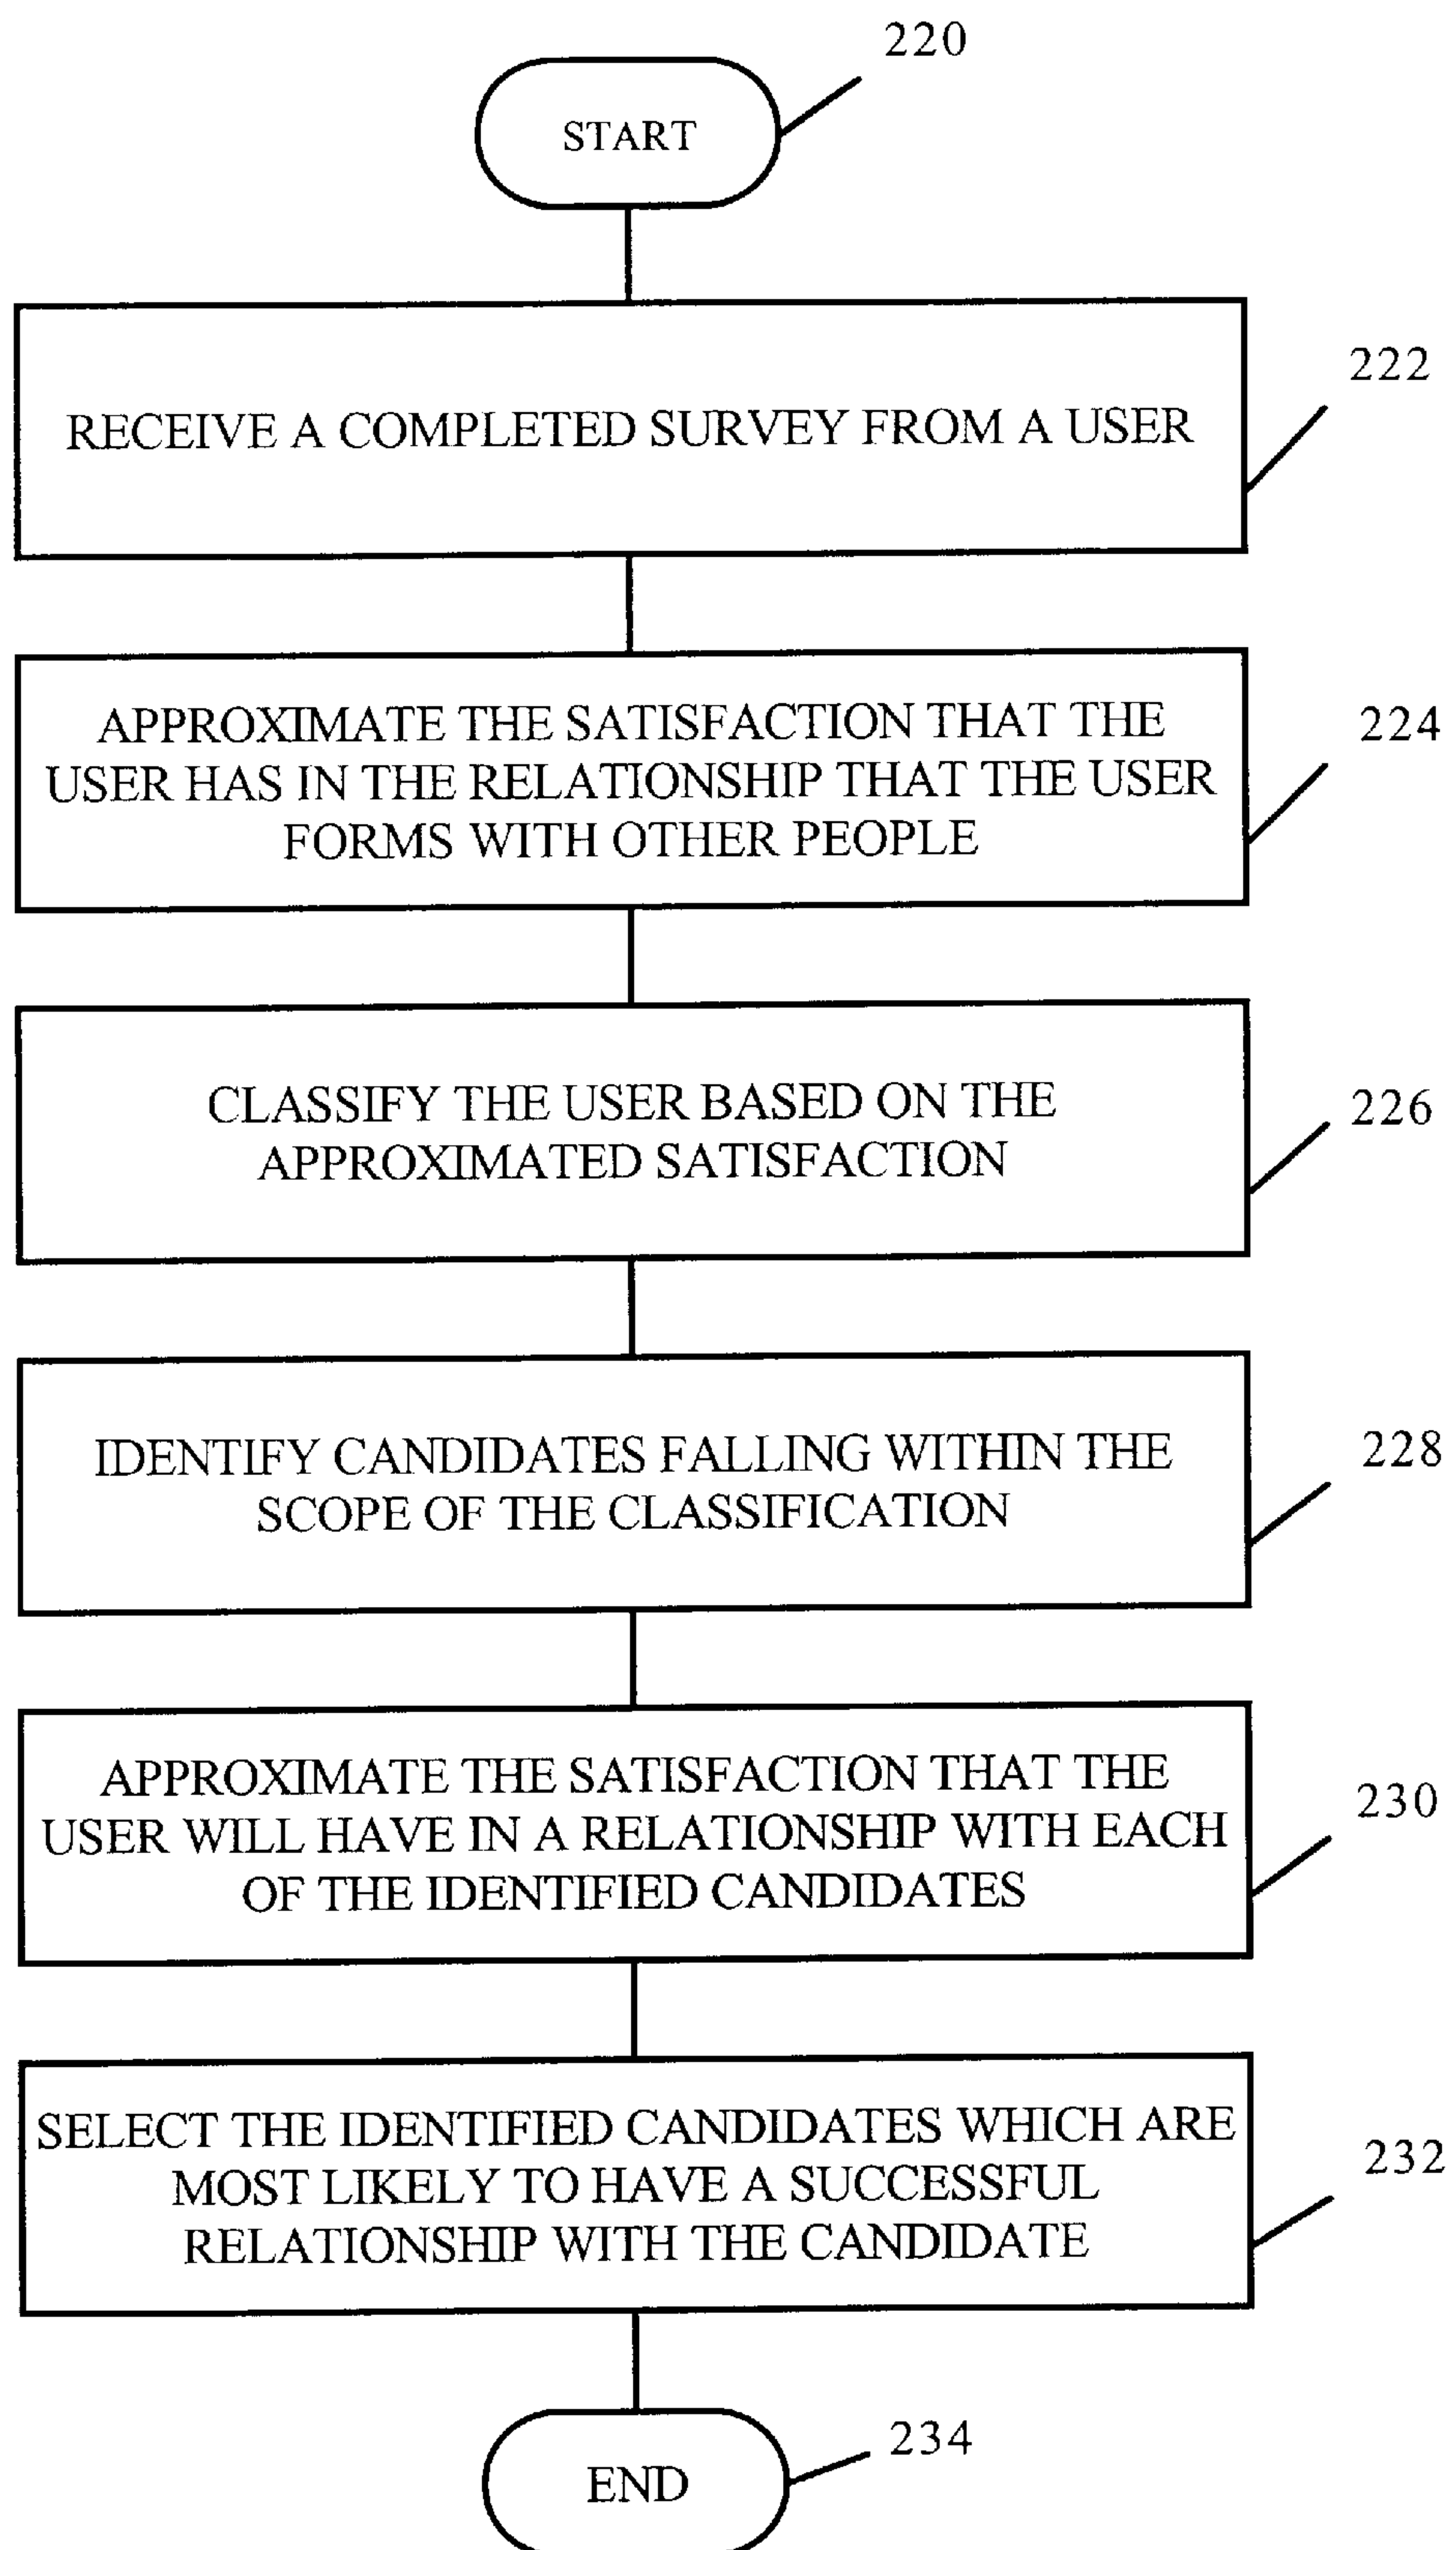 220
START
222
RECEIVE A COMPLETED SURVEY FROM A USER
224
APPROXIMATE THE SATISFACTION THAT THE
USER HAS IN THE RELATIONSHIP THAT THE USER
FORMS WITH OTHER PEOPLE
226
CLASSIFY THE USER BASED ON THE
APPROXIMATED SATISFACTION
228
IDENTIFY CANDIDATES FALLING WITHIN THE
SCOPE OF THE CLASSIFICATION
230
APPROXIMATE THE SATISFACTION THAT THE
USER WILL HAVE IN A RELATIONSHIP WITH EACH
OF THE IDENTIFIED CANDIDATES
232
SELECT THE IDENTIFIED CANDIDATES WHICH ARE
MOST LIKELY TO HAVE A SUCCESSFUL
RELATIONSHIP WITH THE CANDIDATE
234
END